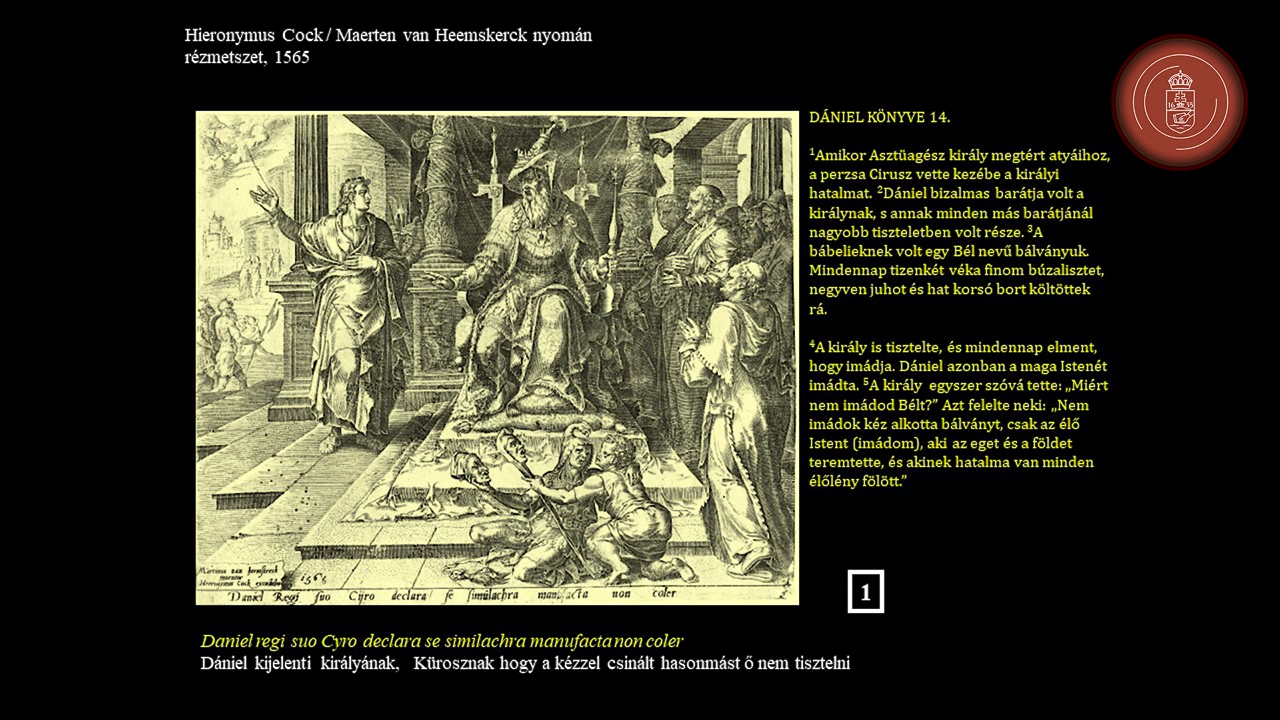 Hieronymus Cock / Maerten van Heemskerck nyomán
rézmetszet, 1565
DÁNIEL KÖNYVE 14.
¹Amikor Asztüagész király megtért atyáihoz,
a perzsa Cirusz vette kezébe a királyi
hatalmat. ²Dániel bizalmas barátja volt a
királynak, s annak minden más barátjánál
nagyobb tiszteletben volt része. ³A
bábelieknek volt egy Bél nevű bálványuk.
Mindennap tizenkét véka finom búzalisztet,
negyven juhot és hat korsó bort költöttek
rá.
⁴A király is tisztelte, és mindennap elment,
hogy imádja. Dániel azonban a maga Istenét
imádta. ⁵A király egyszer szóvá tette: „Miért
nem imádod Bélt?” Azt felelte neki: „Nem
imádok kéz alkotta bálványt, csak az élő
Istent (imádom), aki az eget és a földet
teremtette, és akinek hatalma van minden
élőlény fölött.”
Martinus van heemskerck
Hieronymus Cock
1565
Daniel Regi suo Cyro declara se similachra manufacta non coler
1
Daniel regi suo Cyro declara se similachra manufacta non coler
Dániel kijelenti királyának, Kürosznak hogy a kézzel csinált hasonmást ő nem tisztelni
1635